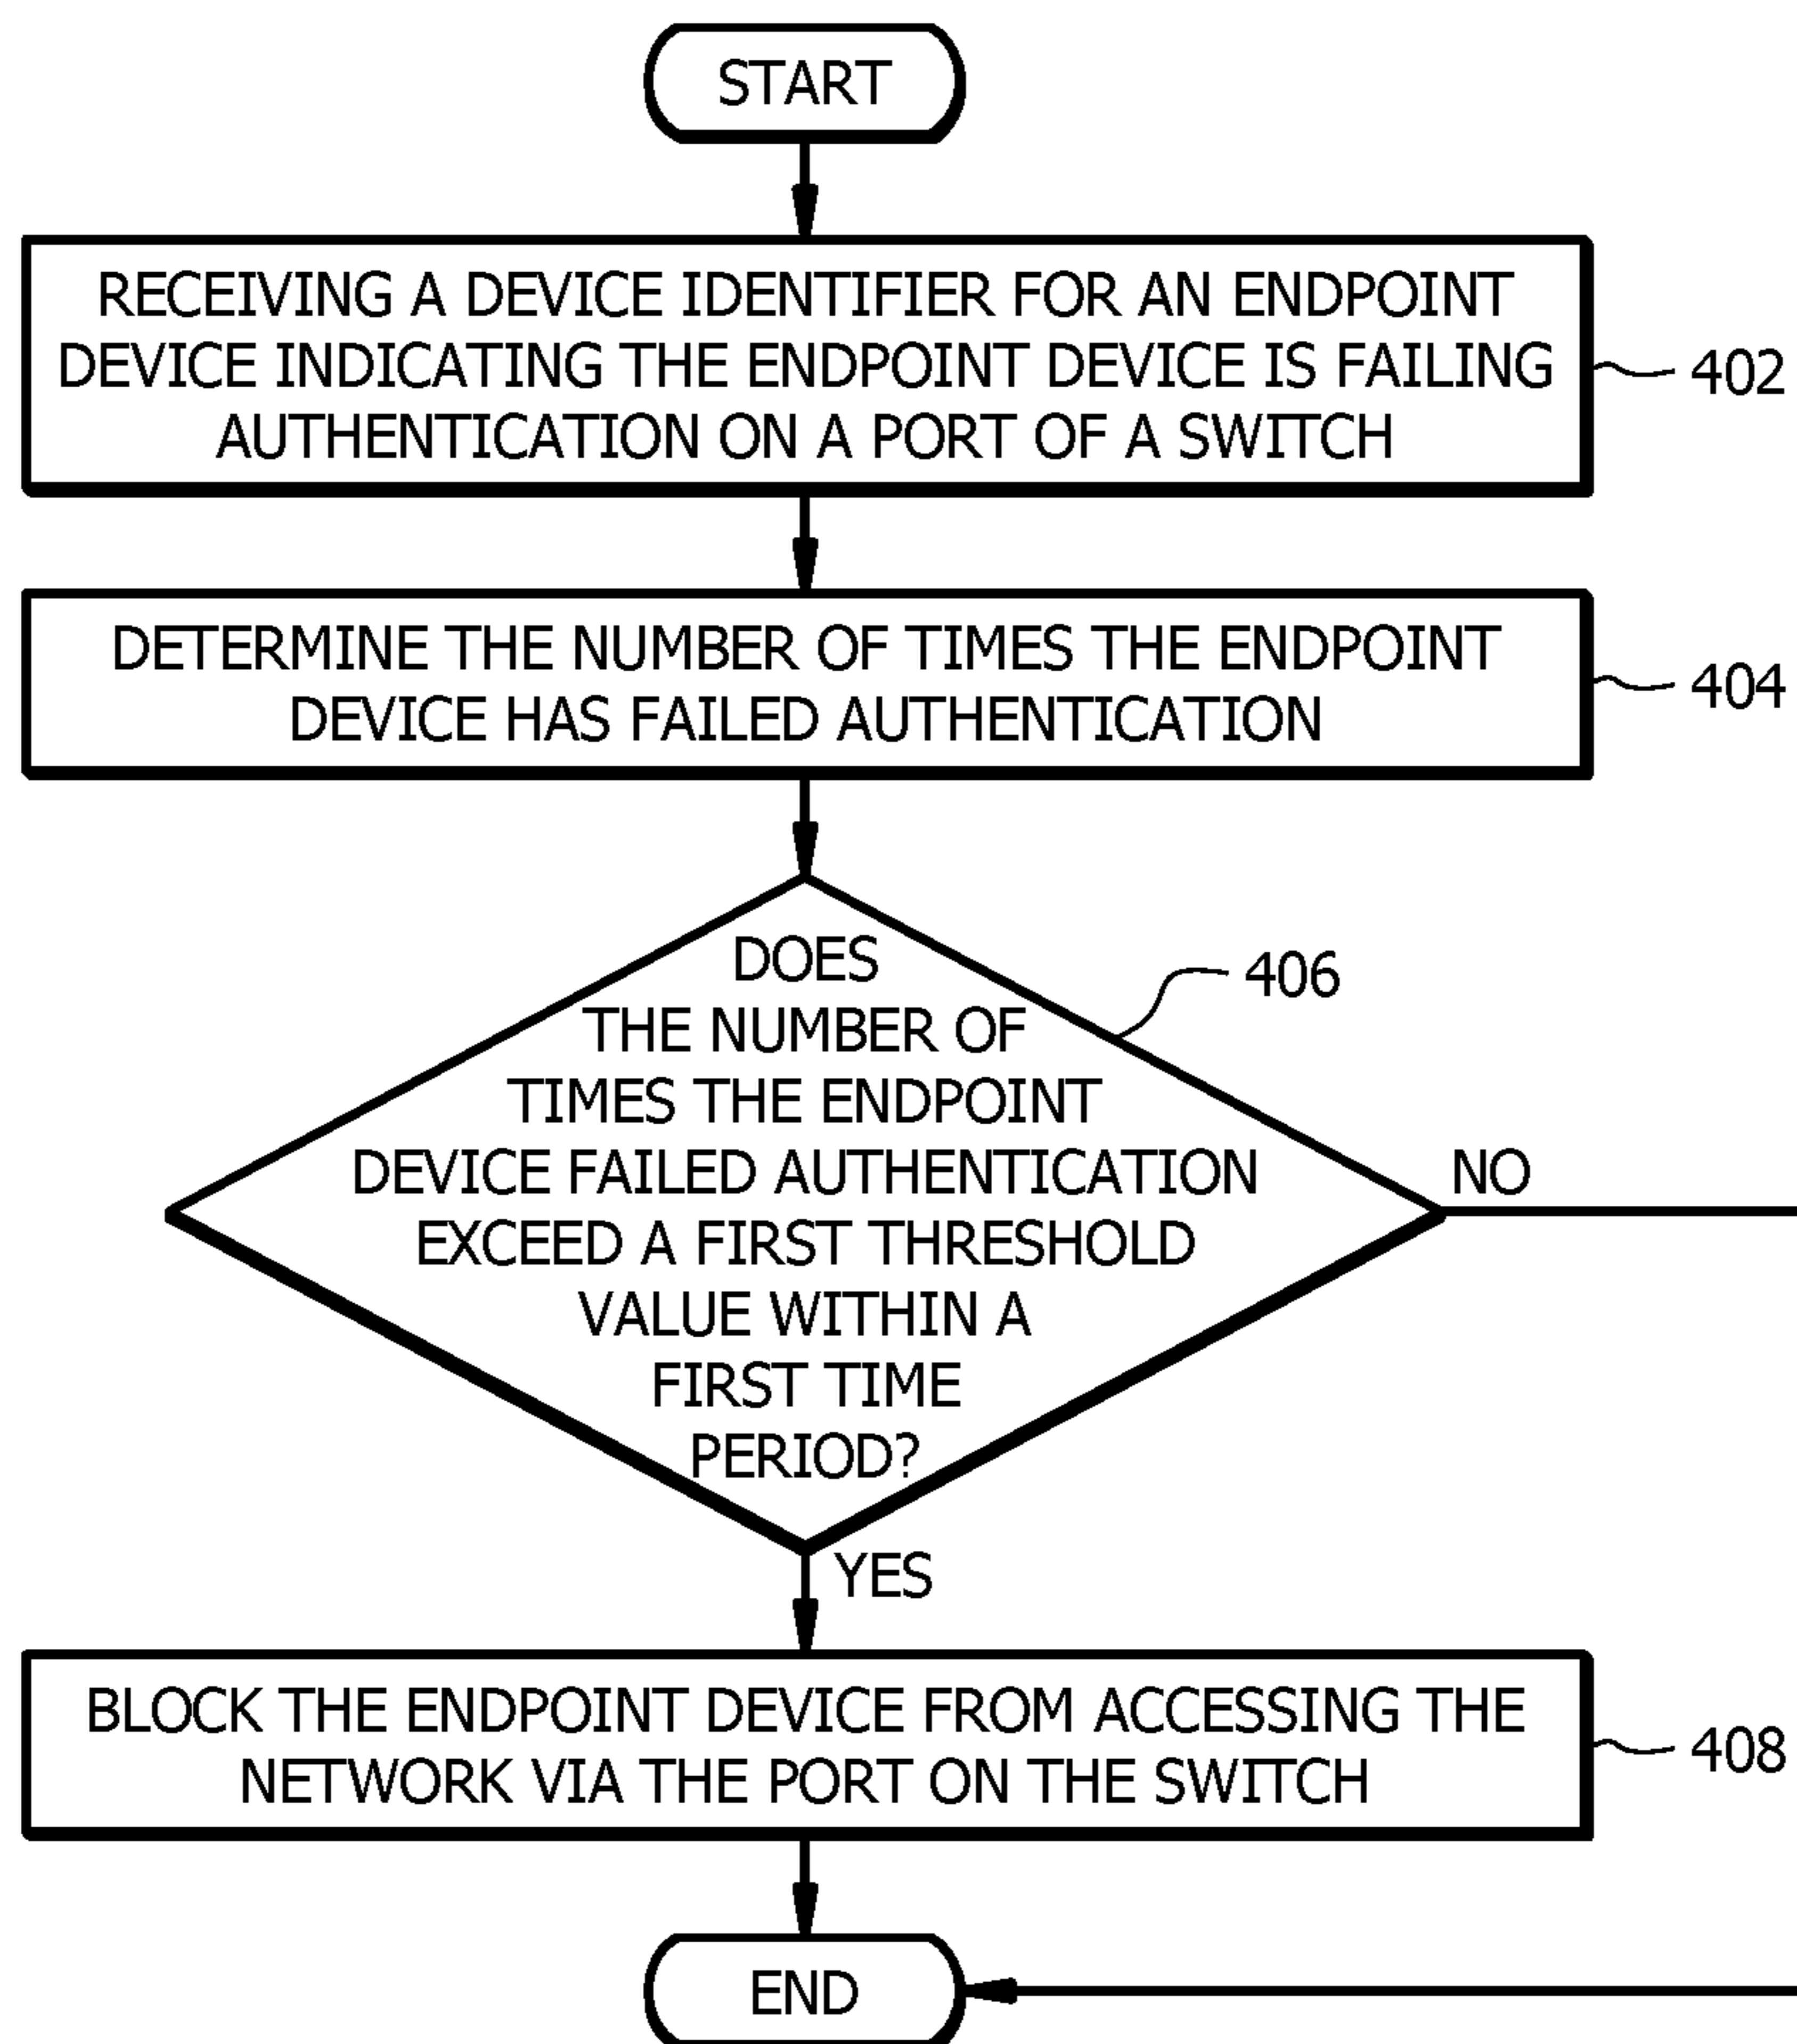 START
RECEIVING A DEVICE IDENTIFIER FOR AN ENDPOINT
DEVICE INDICATING THE ENDPOINT DEVICE IS FAILING
AUTHENTICATION ON A PORT OF A SWITCH
402
DETERMINE THE NUMBER OF TIMES THE ENDPOINT
DEVICE HAS FAILED AUTHENTICATION
404
DOES
THE NUMBER OF
TIMES THE ENDPOINT
DEVICE FAILED AUTHENTICATION
EXCEED A FIRST THRESHOLD
VALUE WITHIN A
FIRST TIME
PERIOD?
406
NO
YES
BLOCK THE ENDPOINT DEVICE FROM ACCESSING THE
NETWORK VIA THE PORT ON THE SWITCH
408
END